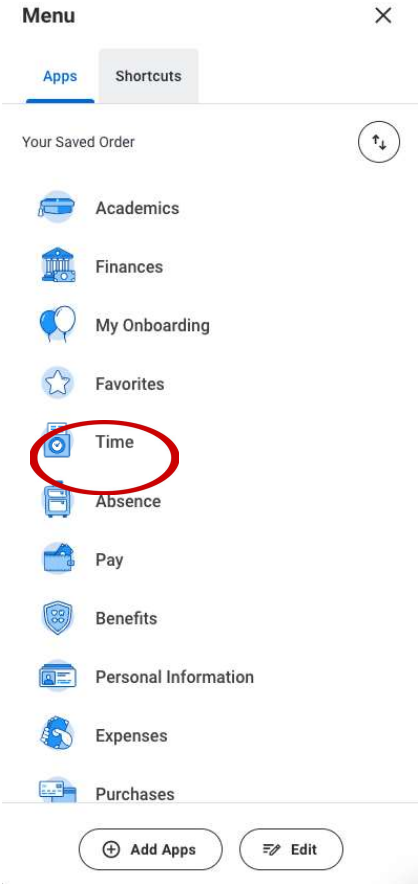 Menu
Apps
Shortcuts
Your Saved Order
Academics
Finances
My Onboarding
Favorites
Time
Absence
Pay
Benefits
Personal Information
Expenses
Purchases
Add Apps
Edit